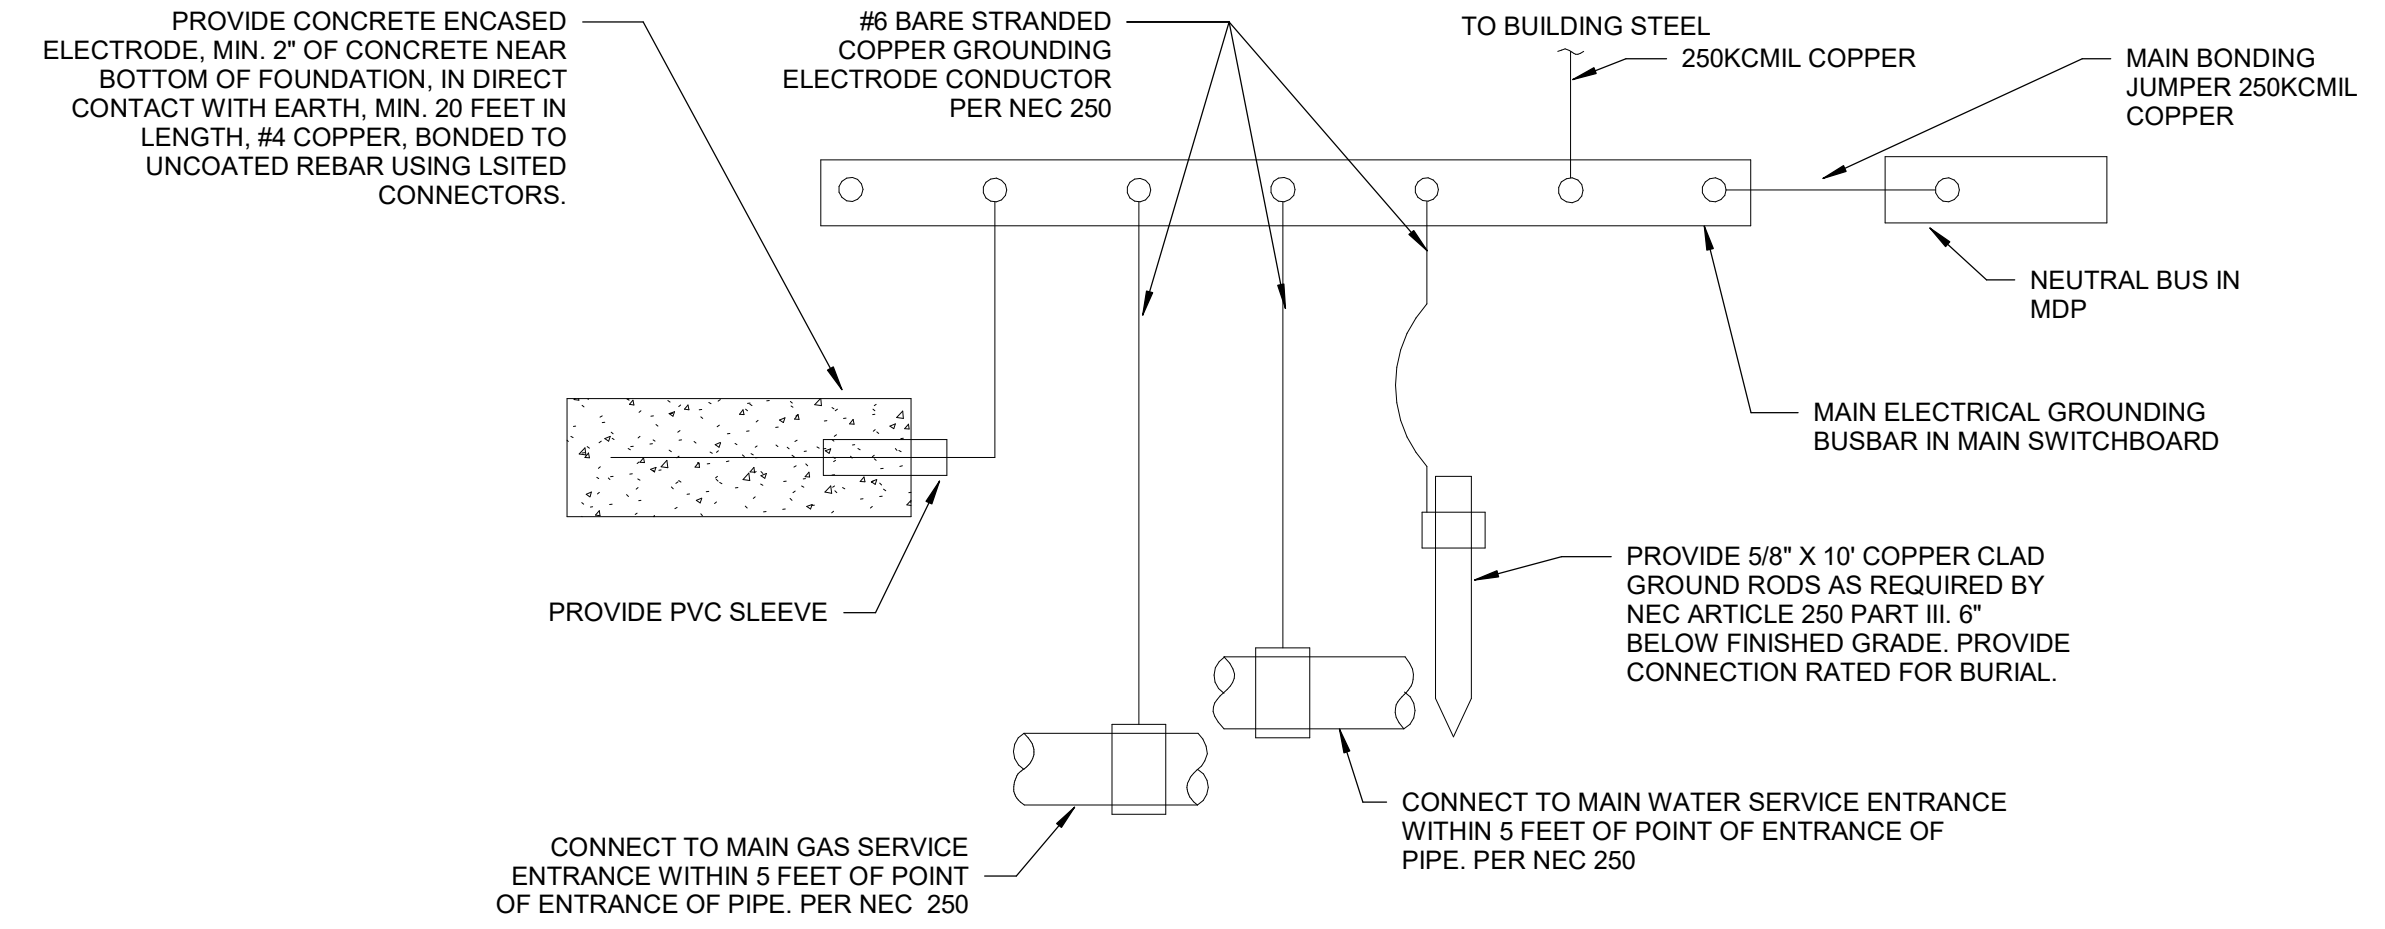 PROVIDE CONCRETE ENCASED
ELECTRODE, MIN. 2" OF CONCRETE NEAR
BOTTOM OF FOUNDATION, IN DIRECT
CONTACT WITH EARTH, MIN. 20 FEET IN
LENGTH, #4 COPPER, BONDED TO
UNCOATED REBAR USING LSITED
CONNECTORS.
#6 BARE STRANDED
COPPER GROUNDING
ELECTRODE CONDUCTOR
PER NEC 250
TO BUILDING STEEL
250KCMIL COPPER
MAIN BONDING
JUMPER 250KCMIL
COPPER
NEUTRAL BUS IN
MDP
MAIN ELECTRICAL GROUNDING
BUSBAR IN MAIN SWITCHBOARD
PROVIDE PVC SLEEVE
PROVIDE 5/8" X 10' COPPER CLAD
GROUND RODS AS REQUIRED BY
NEC ARTICLE 250 PART III. 6"
BELOW FINISHED GRADE. PROVIDE
CONNECTION RATED FOR BURIAL.
CONNECT TO MAIN WATER SERVICE ENTRANCE
WITHIN 5 FEET OF POINT OF ENTRANCE OF
PIPE. PER NEC 250
CONNECT TO MAIN GAS SERVICE
ENTRANCE WITHIN 5 FEET OF POINT
OF ENTRANCE OF PIPE. PER NEC  250